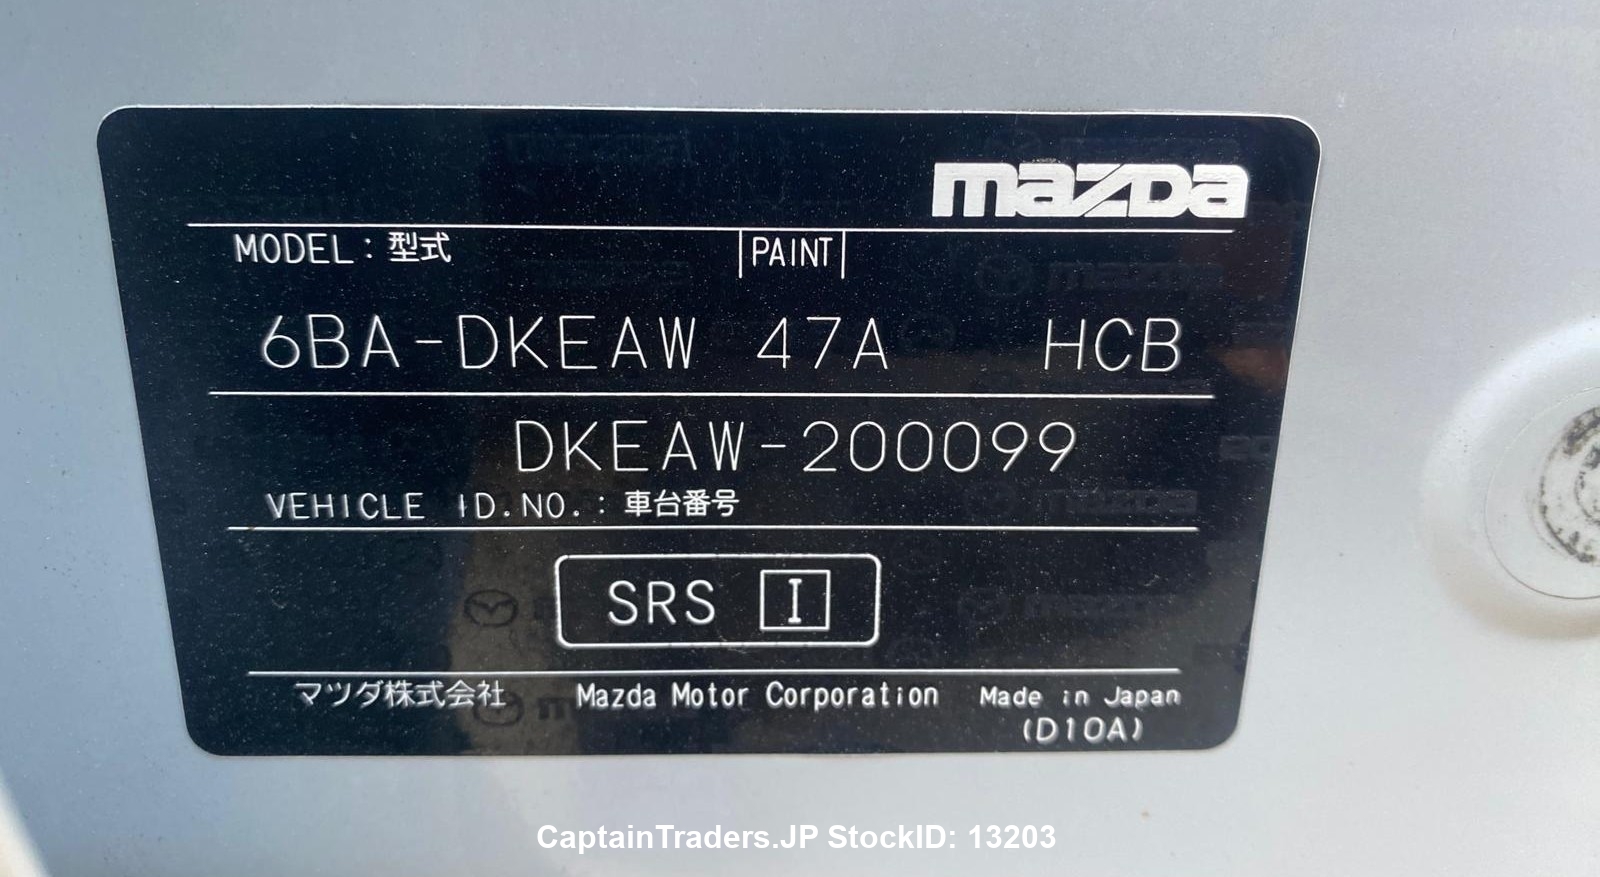 mazda
MODEL : 型式 PAINT
6BA-DKEAW 47A HCB
DKEAW-200099
VEHICLE ID.NO. : 車台番号
SRS I
マツダ株式会社 Mazda Motor Corporation Made in Japan
(D10A)
CaptainTraders.JP StockID: 13203